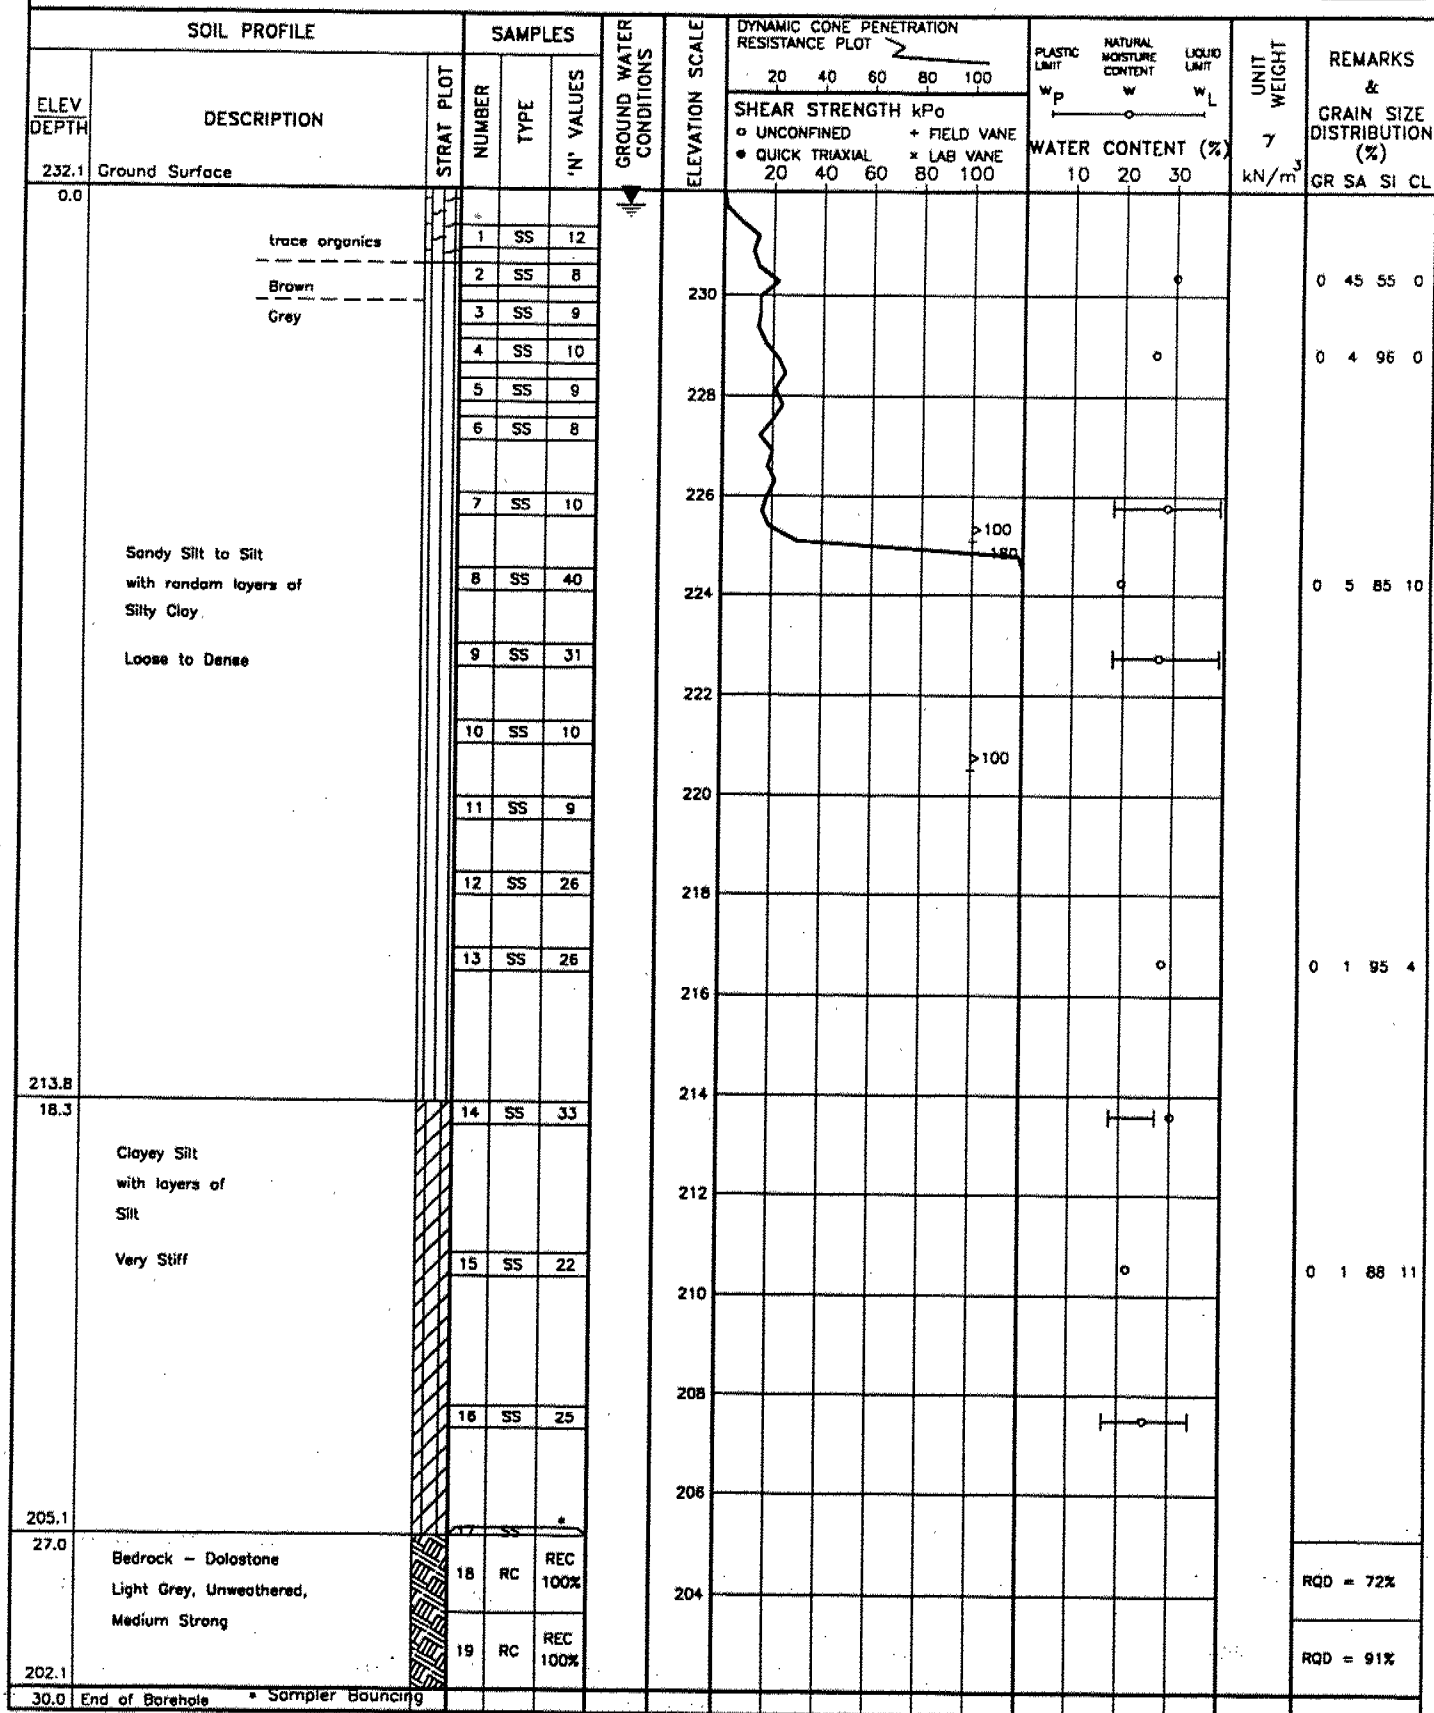 SOIL PROFILE
SAMPLES
GROUND WATER CONDITIONS
ELEVATION SCALE
DYNAMIC CONE PENETRATION
RESISTANCE PLOT
20 40 60 80 100
SHEAR STRENGTH kPa
o UNCONFINED + FIELD VANE
● QUICK TRIAXIAL × LAB VANE
20 40 60 80 100
PLASTIC LIMIT
NATURAL MOISTURE CONTENT
LIQUID LIMIT
WP W WL
WATER CONTENT (%)
10 20 30
UNIT WEIGHT
γ
kN/m³
REMARKS
&
GRAIN SIZE
DISTRIBUTION
(%)
GR SA SI CL
ELEV
DEPTH
DESCRIPTION
STRAT PLOT
NUMBER
TYPE
'N' VALUES
232.1 Ground Surface
0.0
trace organics
1 SS 12
2 SS 8
0 45 55 0
Brown
230
Grey
3 SS 9
4 SS 10
0 4 96 0
5 SS 9
228
6 SS 8
226
7 SS 10
>100
180
Sandy Silt to Silt
with random layers of
Silty Clay
8 SS 40
0 5 85 10
224
Loose to Dense
9 SS 31
222
10 SS 10
>100
220
11 SS 9
12 SS 26
218
13 SS 26
0 1 95 4
216
213.8
18.3
214
14 SS 33
Clayey Silt
with layers of
Silt
212
Very Stiff
15 SS 22
0 1 88 11
210
208
16 SS 25
206
205.1
27.0
17 SS *
Bedrock – Dolostone
Light Grey, Unweathered,
Medium Strong
18 RC REC 100%
RQD = 72%
204
19 RC REC 100%
RQD = 91%
202.1
30.0 End of Borehole * Sampler Bouncing